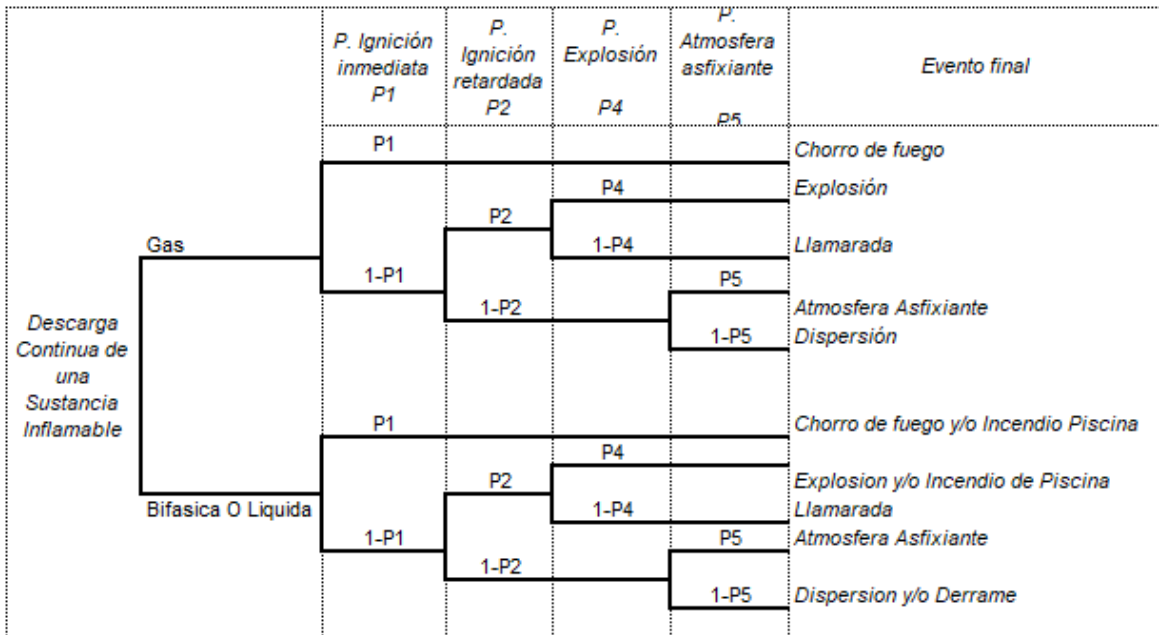 P. Ignición
inmediata
P1
P.
Ignición
retardada
P2
P.
Explosión
P4
P.
Atmosfera
asfixiante
P5
Evento final
P1
Chorro de fuego
P4
Explosión
P2
Gas
1-P4
Llamarada
1-P1
P5
1-P2
Atmosfera Asfixiante
1-P5
Dispersión
Descarga
Continua de
una
Sustancia
Inflamable
P1
Chorro de fuego y/o Incendio Piscina
P4
P2
Explosion y/o Incendio de Piscina
Bifasica O Liquida
1-P4
Llamarada
1-P1
P5
Atmosfera Asfixiante
1-P2
1-P5
Dispersion y/o Derrame